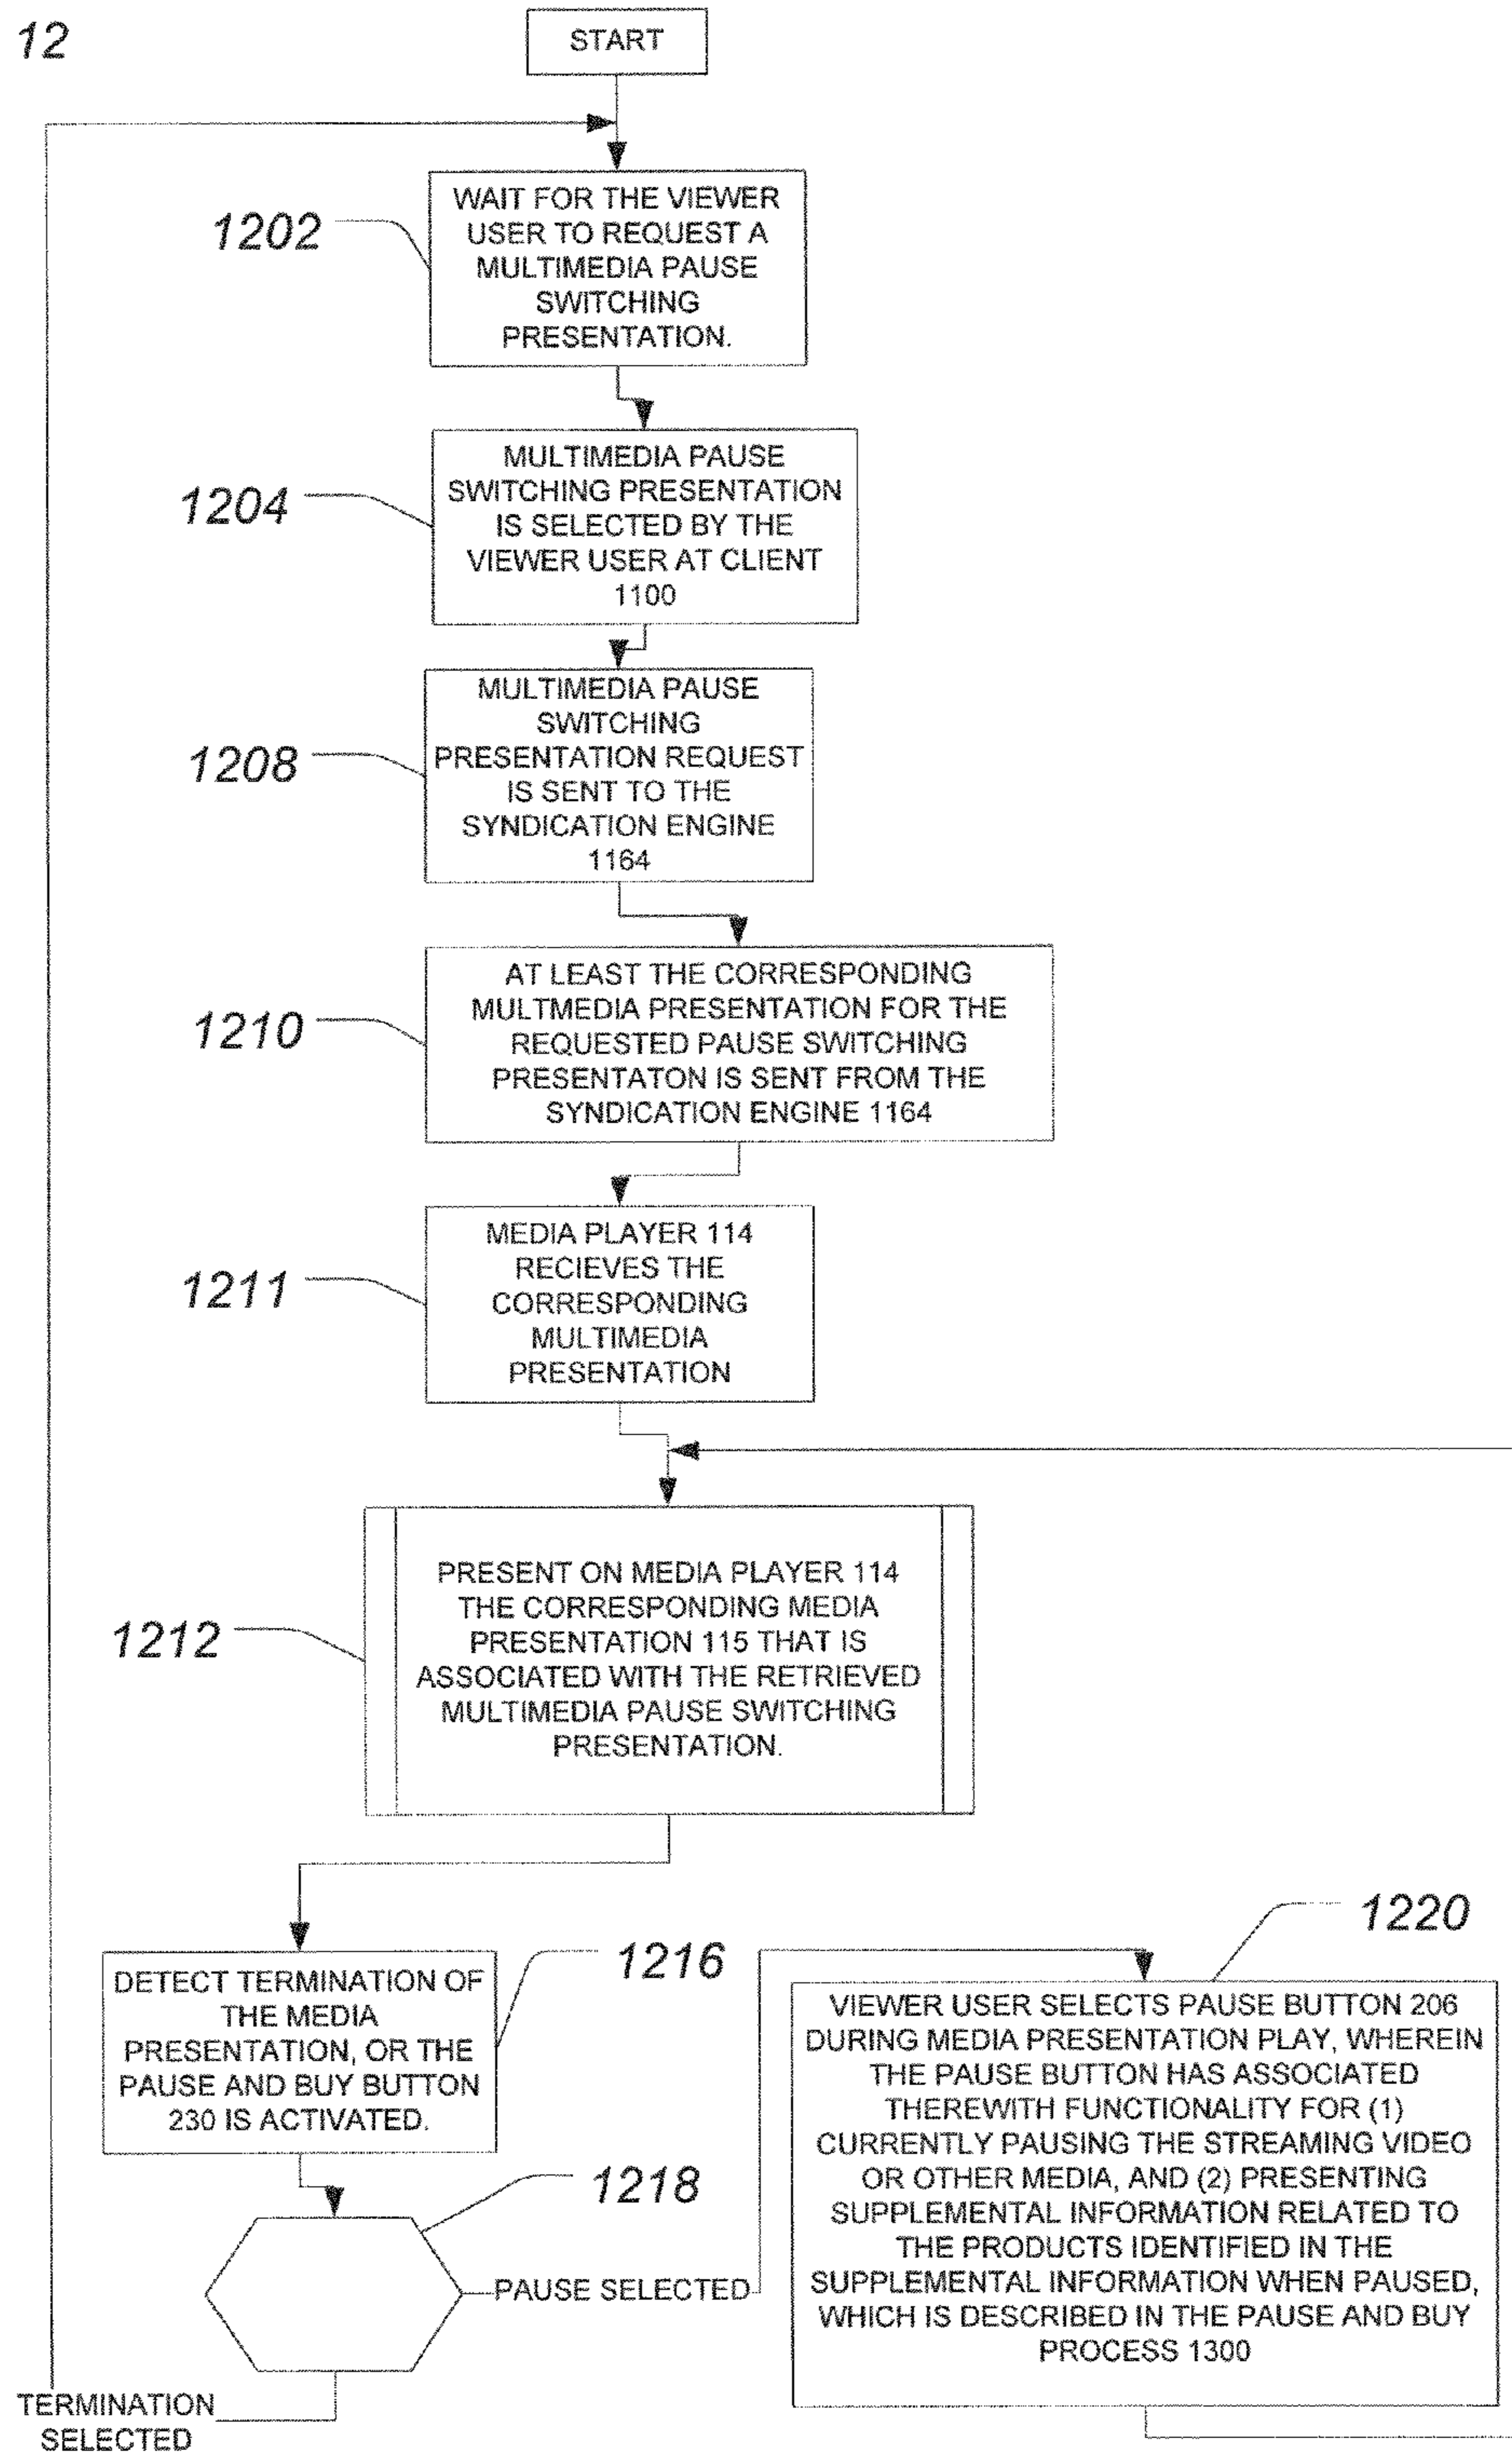 12
START
1202
WAIT FOR THE VIEWER
USER TO REQUEST A
MULTIMEDIA PAUSE
SWITCHING
PRESENTATION.
1204
MULTIMEDIA PAUSE
SWITCHING PRESENTATION
IS SELECTED BY THE
VIEWER USER AT CLIENT
1100
1208
MULTIMEDIA PAUSE
SWITCHING
PRESENTATION REQUEST
IS SENT TO THE
SYNDICATION ENGINE
1164
1210
AT LEAST THE CORRESPONDING
MULTMEDIA PRESENTATION FOR THE
REQUESTED PAUSE SWITCHING
PRESENTATON IS SENT FROM THE
SYNDICATION ENGINE 1164
1211
MEDIA PLAYER 114
RECIEVES THE
CORRESPONDING
MULTIMEDIA
PRESENTATION
1212
PRESENT ON MEDIA PLAYER 114
THE CORRESPONDING MEDIA
PRESENTATION 115 THAT IS
ASSOCIATED WITH THE RETRIEVED
MULTIMEDIA PAUSE SWITCHING
PRESENTATION.
1216
DETECT TERMINATION OF
THE MEDIA
PRESENTATION, OR THE
PAUSE AND BUY BUTTON
230 IS ACTIVATED.
1218
PAUSE SELECTED
TERMINATION
SELECTED
1220
VIEWER USER SELECTS PAUSE BUTTON 206
DURING MEDIA PRESENTATION PLAY, WHEREIN
THE PAUSE BUTTON HAS ASSOCIATED
THEREWITH FUNCTIONALITY FOR (1)
CURRENTLY PAUSING THE STREAMING VIDEO
OR OTHER MEDIA, AND (2) PRESENTING
SUPPLEMENTAL INFORMATION RELATED TO
THE PRODUCTS IDENTIFIED IN THE
SUPPLEMENTAL INFORMATION WHEN PAUSED,
WHICH IS DESCRIBED IN THE PAUSE AND BUY
PROCESS 1300